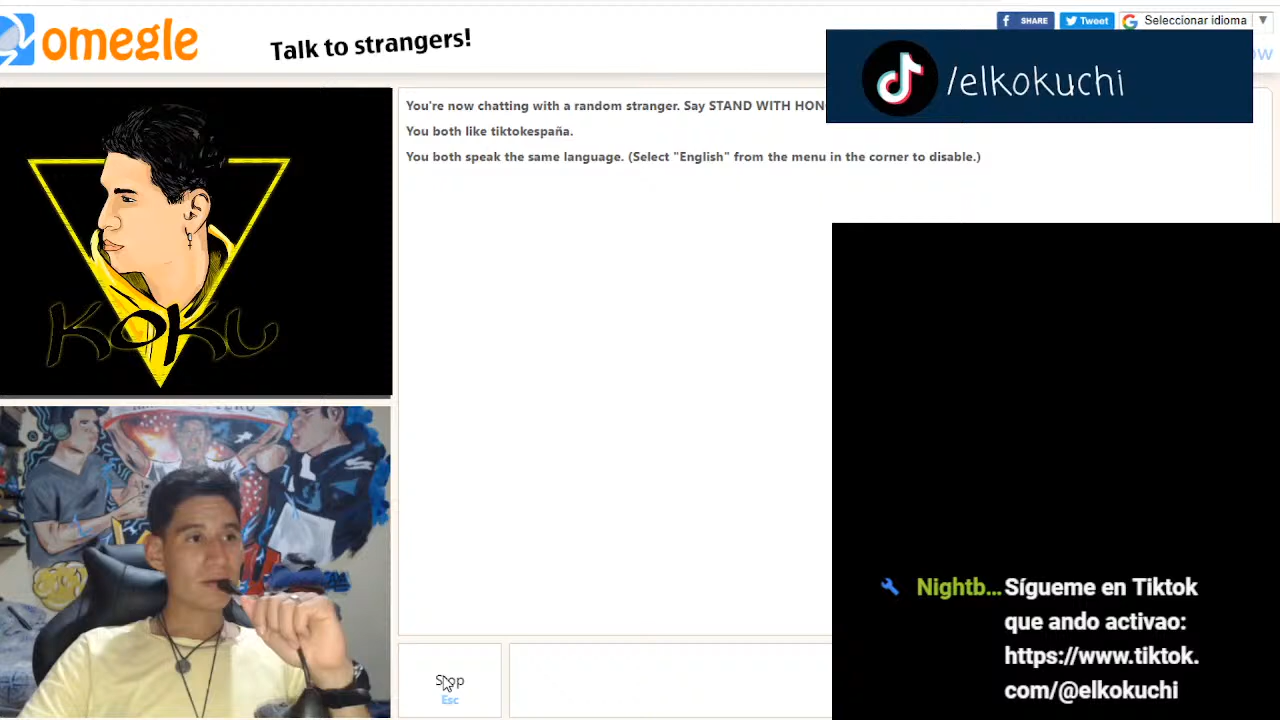 omegle
Talk to strangers!
SHARE
Tweet
Seleccionar idioma
/elkokuchi
You're now chatting with a random stranger. Say STAND WITH
You both like tiktokespaña.
You both speak the same language. (Select "English" from the menu in the corner to disable.)
KOKU
Nightb... Sígueme en Tiktok
que ando activao:
https://www.tiktok.
com/@elkokuchi
Stop
Esc